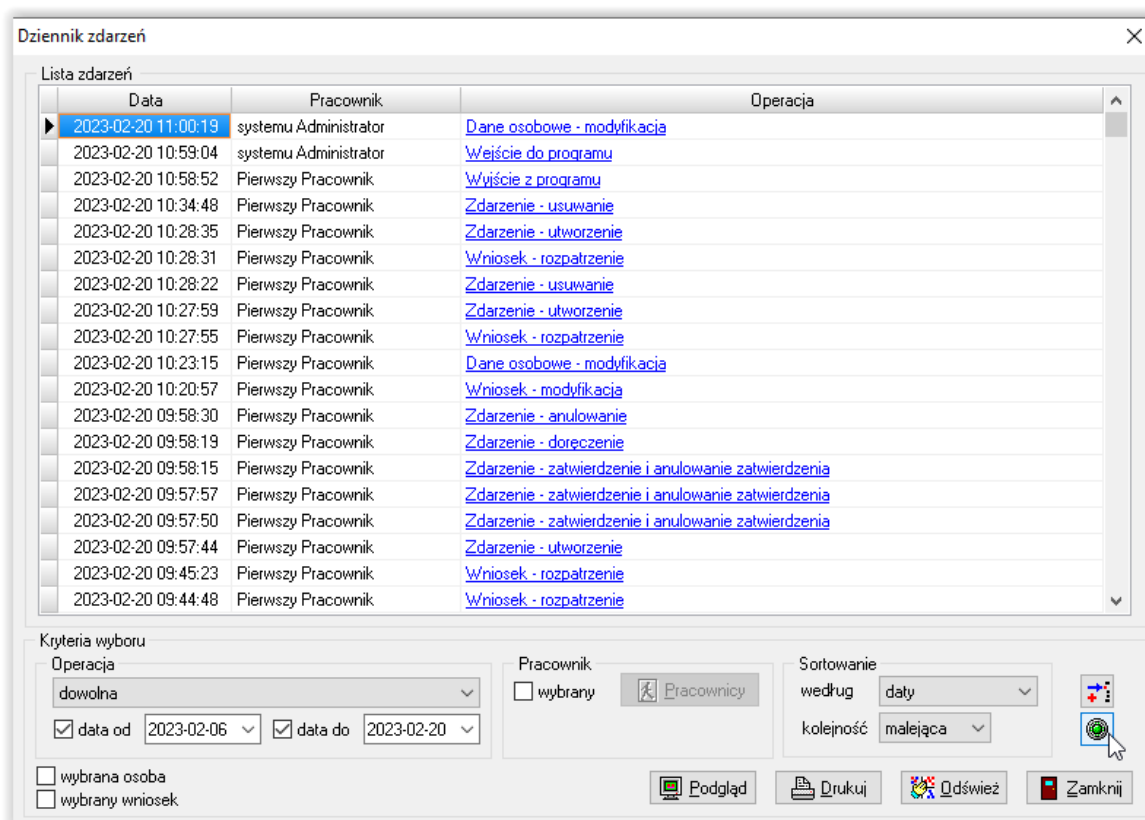 Dziennik zdarzeń
Lista zdarzeń
Data Pracownik Operacja
2023-02-20 11:00:19 systemu Administrator Dane osobowe - modyfikacja
2023-02-20 10:59:04 systemu Administrator Wejście do programu
2023-02-20 10:58:52 Pierwszy Pracownik Wyjście z programu
2023-02-20 10:34:48 Pierwszy Pracownik Zdarzenie - usuwanie
2023-02-20 10:28:35 Pierwszy Pracownik Zdarzenie - utworzenie
2023-02-20 10:28:31 Pierwszy Pracownik Wniosek - rozpatrzenie
2023-02-20 10:28:22 Pierwszy Pracownik Zdarzenie - usuwanie
2023-02-20 10:27:59 Pierwszy Pracownik Zdarzenie - utworzenie
2023-02-20 10:27:55 Pierwszy Pracownik Wniosek - rozpatrzenie
2023-02-20 10:23:15 Pierwszy Pracownik Dane osobowe - modyfikacja
2023-02-20 10:20:57 Pierwszy Pracownik Wniosek - modyfikacja
2023-02-20 09:58:30 Pierwszy Pracownik Zdarzenie - anulowanie
2023-02-20 09:58:19 Pierwszy Pracownik Zdarzenie - doręczenie
2023-02-20 09:58:15 Pierwszy Pracownik Zdarzenie - zatwierdzenie i anulowanie zatwierdzenia
2023-02-20 09:57:57 Pierwszy Pracownik Zdarzenie - zatwierdzenie i anulowanie zatwierdzenia
2023-02-20 09:57:50 Pierwszy Pracownik Zdarzenie - zatwierdzenie i anulowanie zatwierdzenia
2023-02-20 09:57:44 Pierwszy Pracownik Zdarzenie - utworzenie
2023-02-20 09:45:23 Pierwszy Pracownik Wniosek - rozpatrzenie
2023-02-20 09:44:48 Pierwszy Pracownik Wniosek - rozpatrzenie
Kryteria wyboru
Operacja Pracownik Sortowanie
dowolna wybrany Pracownicy według daty
data od 2023-02-06 data do 2023-02-20 kolejność malejąca
wybrana osoba
wybrany wniosek
Podgląd Drukuj Odśwież Zamknij